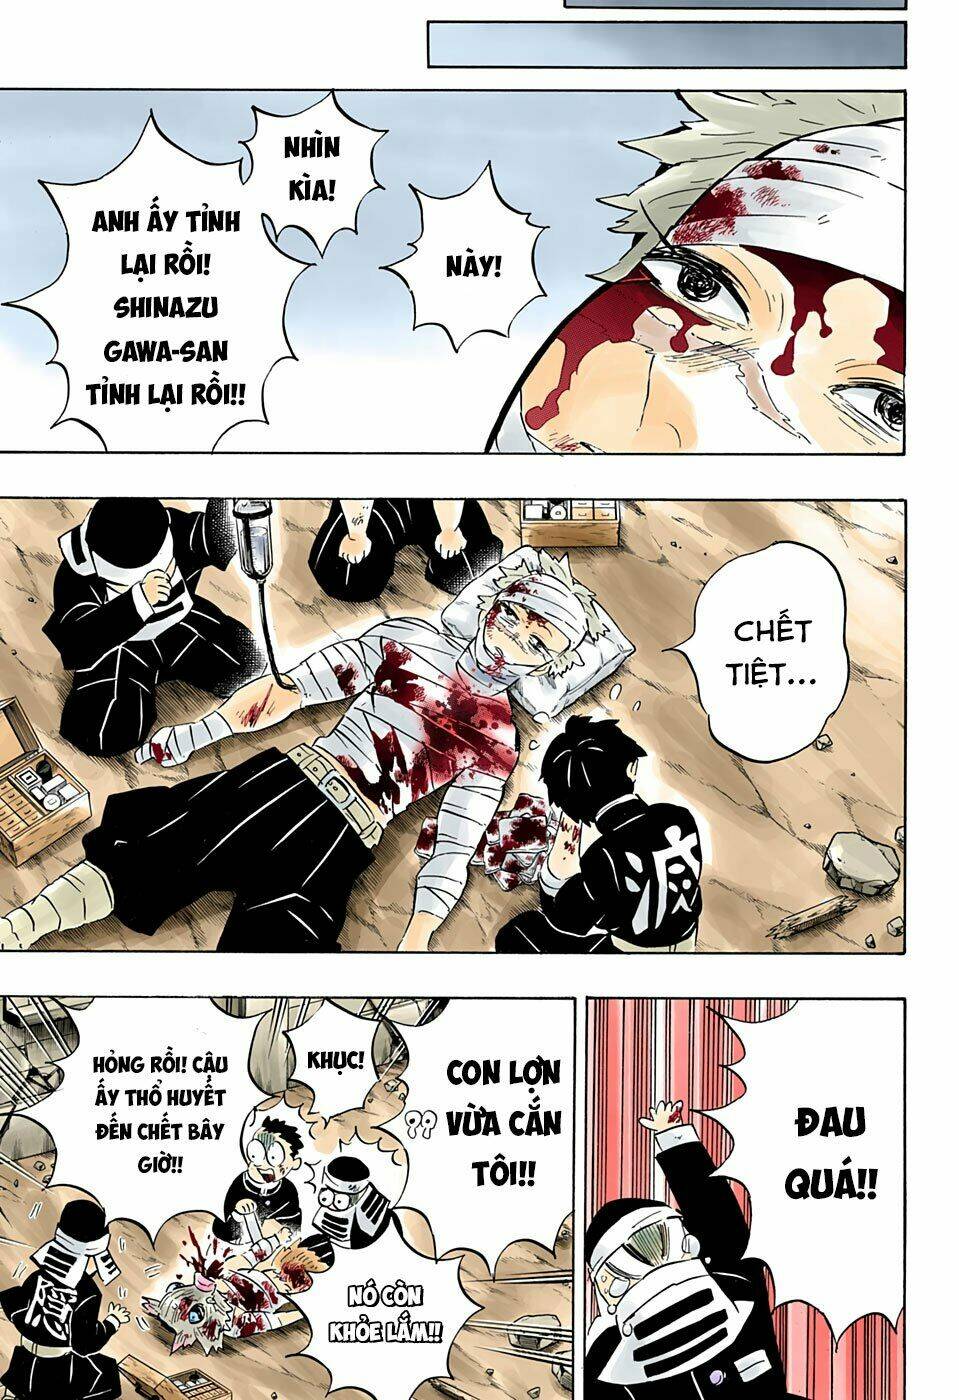 NÀY!
NHÌN
KÌA!
ANH ẤY TỈNH
LẠI RỒI!
SHINAZU
GAWA-SAN
TỈNH LẠI RỒI!!
CHẾT
TIỆT...
滅
ĐAU
QUÁ!!
CON LỢN
VỪA CẮN
TÔI!!
KHỤC!
HỎNG RỒI! CẬU
ẤY THỔ HUYẾT
ĐẾN CHẾT BÂY
GIỜ!!
NÓ CÒN
KHỎE LẮM!!